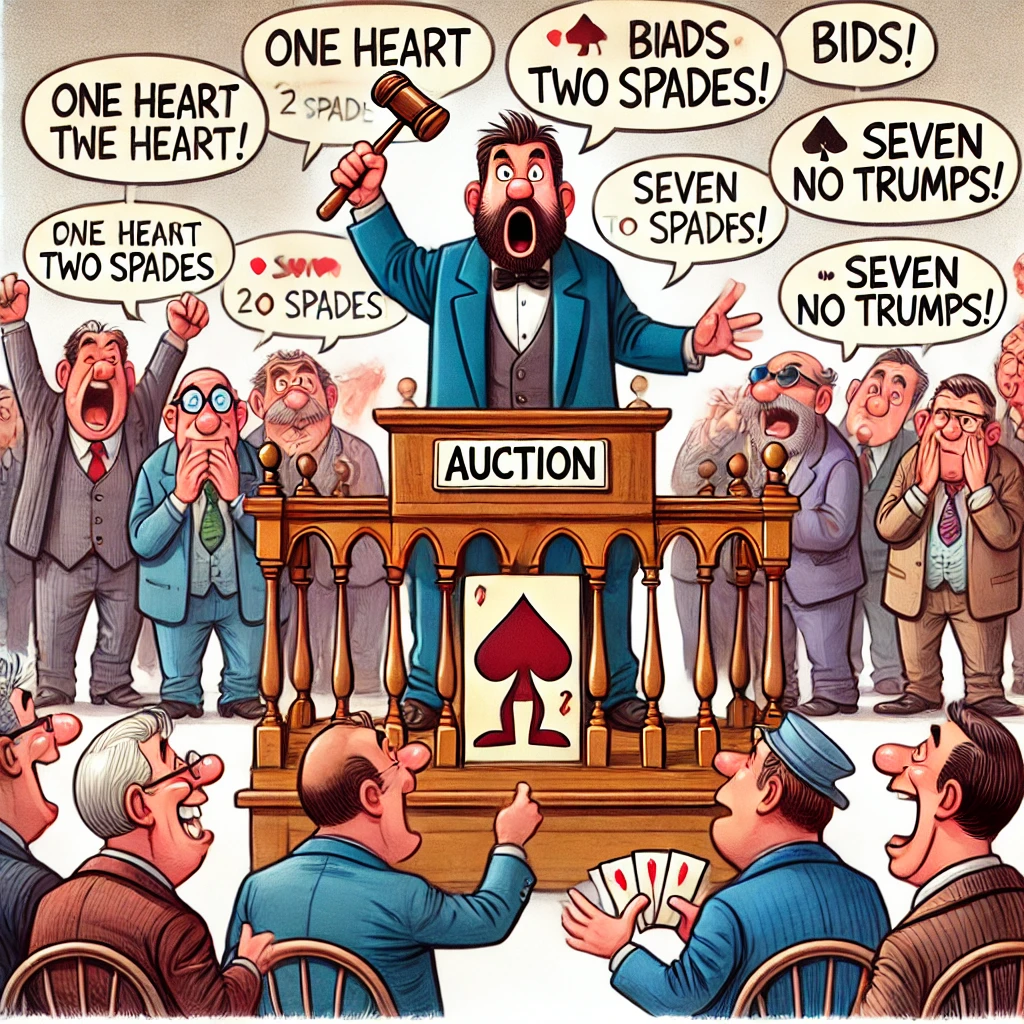 ONE HEART
TWE HEART!
ONE HEART
2 SPADE
BIADS
TWO SPADES!
BIDS!
SEVEN
NO TRUMPS!
SEVEN
TO SPADFS!
ONE HEART
TWO SPADES
20 SPADES
SEVEN
NO TRUMPS!
AUCTION